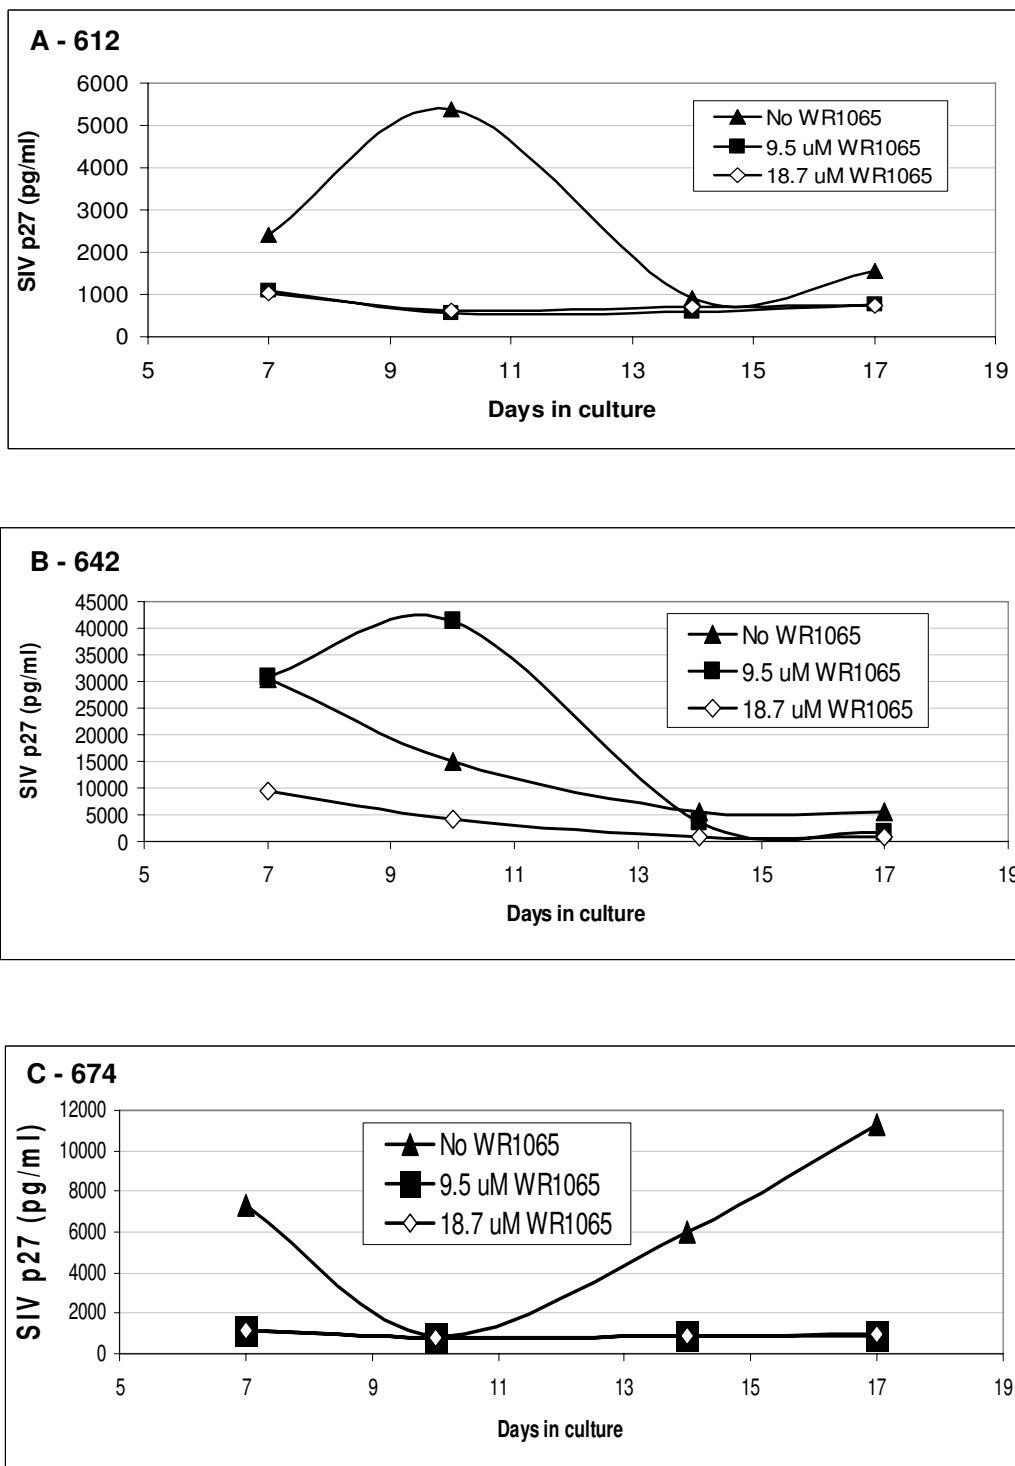 A - 612
SIV p27 (pg/ml)
6000
5000
4000
3000
2000
1000
0
No WR1065
9.5 uM WR1065
18.7 uM WR1065
5 7 9 11 13 15 17 19
Days in culture
B - 642
SIV p27 (pg/ml)
45000
40000
35000
30000
25000
20000
15000
10000
5000
0
No WR1065
9.5 uM WR1065
18.7 uM WR1065
5 7 9 11 13 15 17 19
Days in culture
C - 674
SIV p27 (pg/ml)
12000
10000
8000
6000
4000
2000
0
No WR1065
9.5 uM WR1065
18.7 uM WR1065
5 7 9 11 13 15 17 19
Days in culture